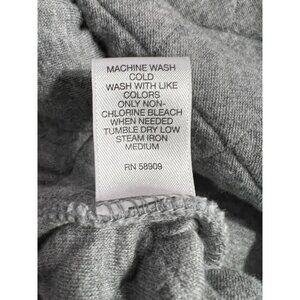 MACHINE WASH
COLD
WASH WITH LIKE
COLORS
ONLY NON-
CHLORINE BLEACH
WHEN NEEDED
TUMBLE DRY LOW
STEAM IRON
MEDIUM
RN 58909